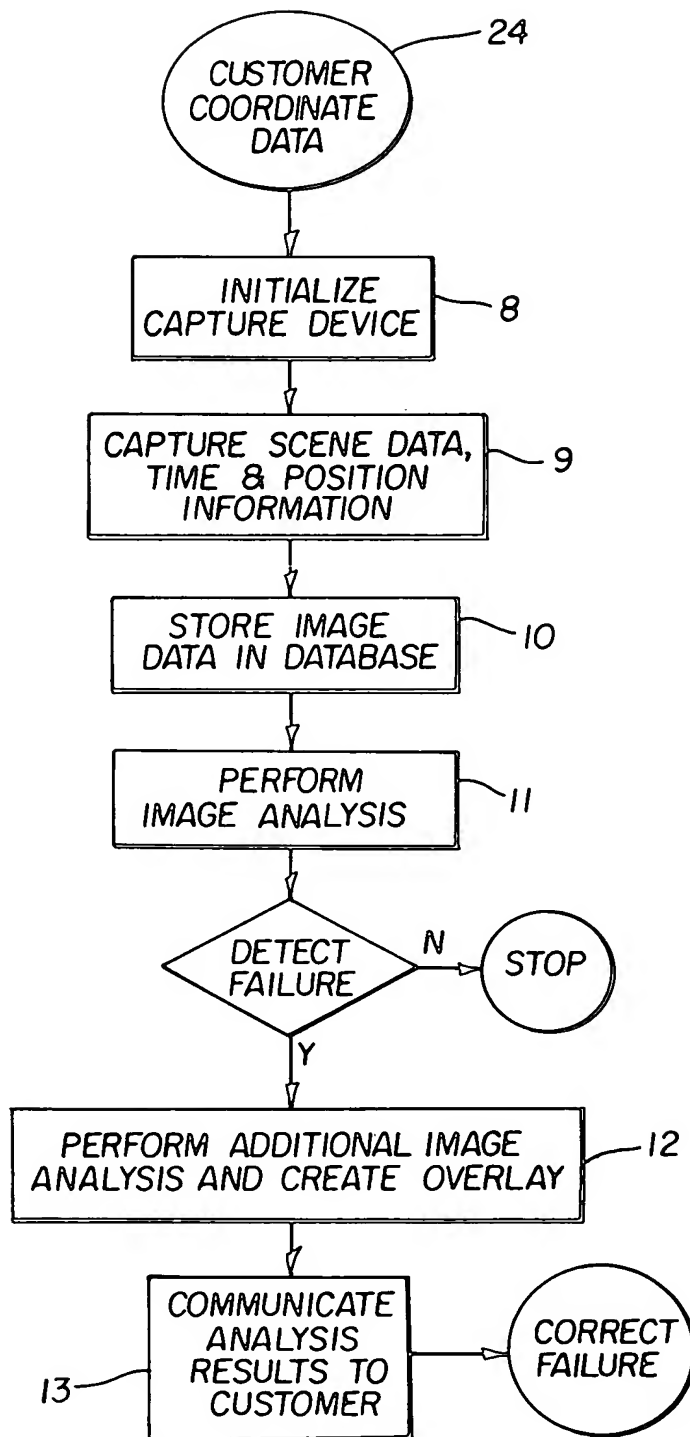 24
CUSTOMER
COORDINATE
DATA
INITIALIZE
CAPTURE DEVICE
8
CAPTURE SCENE DATA,
TIME & POSITION
INFORMATION
9
STORE IMAGE
DATA IN DATABASE
10
PERFORM
IMAGE ANALYSIS
11
DETECT
FAILURE
N
STOP
Y
PERFORM ADDITIONAL IMAGE
ANALYSIS AND CREATE OVERLAY
12
COMMUNICATE
ANALYSIS
RESULTS TO
CUSTOMER
13
CORRECT
FAILURE